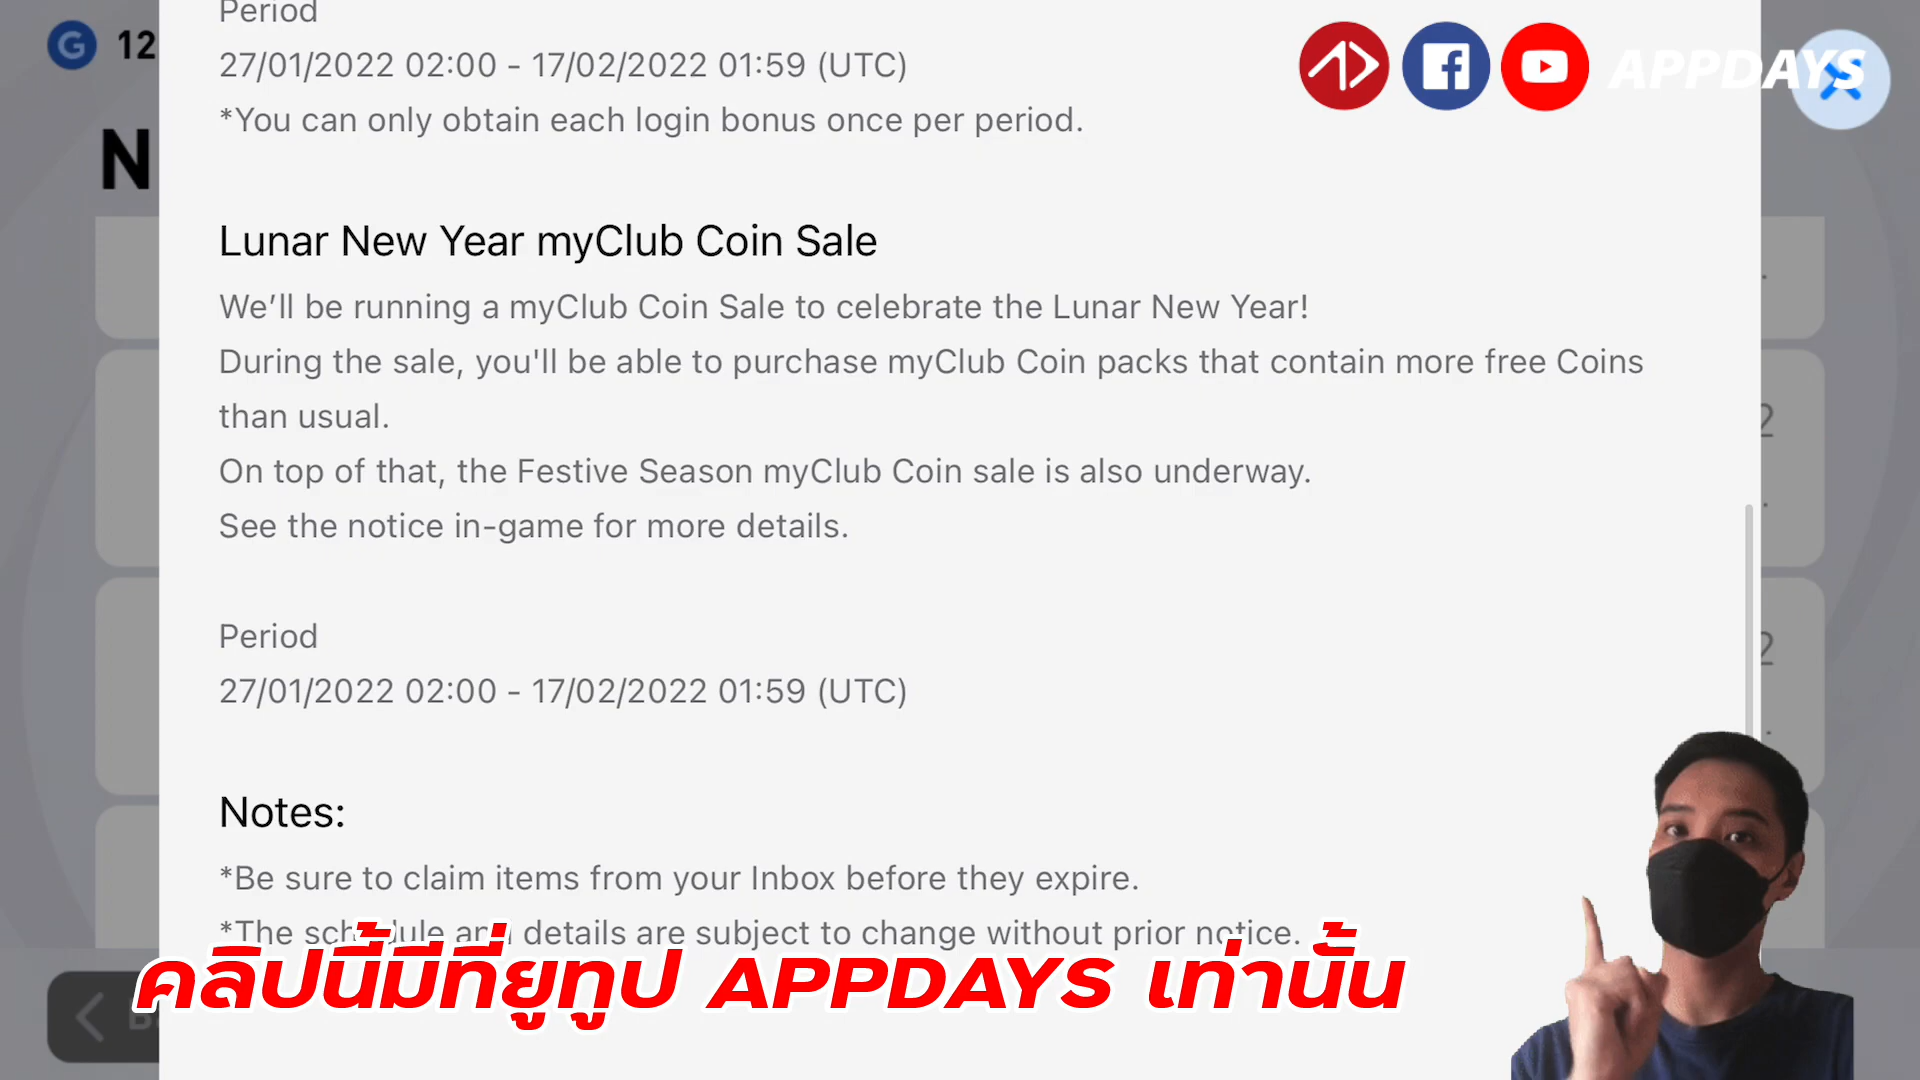 Period
12
27/01/2022 02:00 - 17/02/2022 01:59 (UTC)
APPDAYS
*You can only obtain each login bonus once per period.
N
Lunar New Year myClub Coin Sale
We’ll be running a myClub Coin Sale to celebrate the Lunar New Year!
During the sale, you'll be able to purchase myClub Coin packs that contain more free Coins
than usual.
On top of that, the Festive Season myClub Coin sale is also underway.
See the notice in-game for more details.
Period
27/01/2022 02:00 - 17/02/2022 01:59 (UTC)
Notes:
*Be sure to claim items from your Inbox before they expire.
*The schedule and details are subject to change without prior notice.
คลิปนี้มีที่ยูทูป APPDAYS เท่านั้น